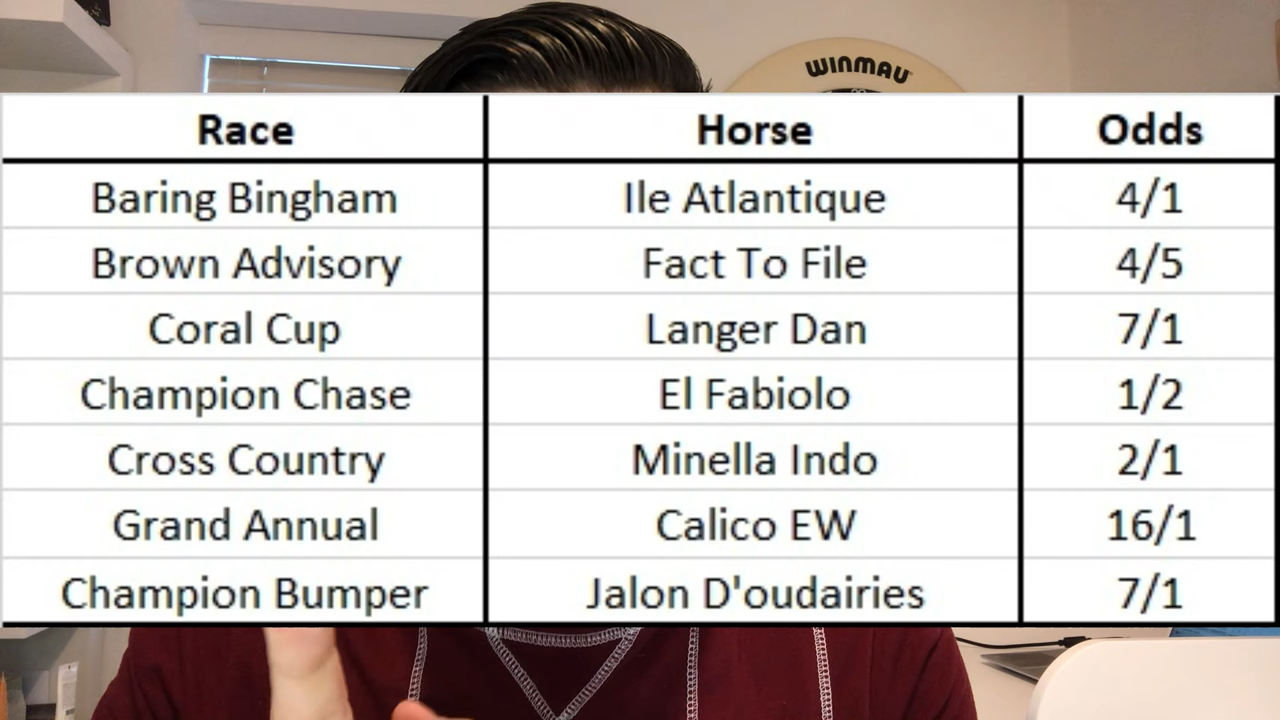 WINMAU
Race Horse Odds
Baring Bingham Ile Atlantique 4/1
Brown Advisory Fact To File 4/5
Coral Cup Langer Dan 7/1
Champion Chase El Fabiolo 1/2
Cross Country Minella Indo 2/1
Grand Annual Calico EW 16/1
Champion Bumper Jalon D'oudairies 7/1